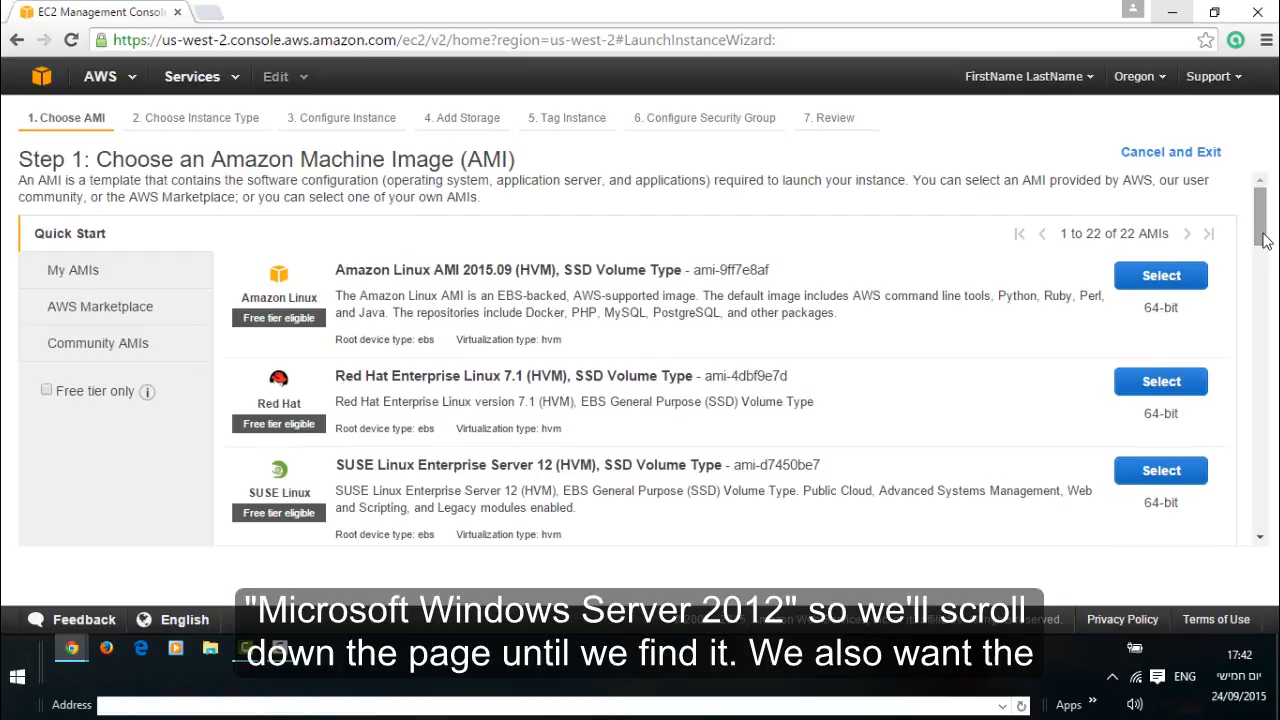 EC2 Management Consol
https://us-west-2.console.aws.amazon.com/ec2/v2/home?region=us-west-2#LaunchInstanceWizard:
AWS Services Edit FirstName LastName Oregon Support
1. Choose AMI 2. Choose Instance Type 3. Configure Instance 4. Add Storage 5. Tag Instance 6. Configure Security Group 7. Review
Step 1: Choose an Amazon Machine Image (AMI)
Cancel and Exit
An AMI is a template that contains the software configuration (operating system, application server, and applications) required to launch your instance. You can select an AMI provided by AWS, our user
community, or the AWS Marketplace; or you can select one of your own AMIs.
Quick Start
My AMIs
AWS Marketplace
Community AMIs
Free tier only
1 to 22 of 22 AMIs
Amazon Linux
Free tier eligible
Amazon Linux AMI 2015.09 (HVM), SSD Volume Type - ami-9ff7e8af
The Amazon Linux AMI is an EBS-backed, AWS-supported image. The default image includes AWS command line tools, Python, Ruby, Perl,
and Java. The repositories include Docker, PHP, MySQL, PostgreSQL, and other packages.
Root device type: ebs Virtualization type: hvm
Select
64-bit
Red Hat
Free tier eligible
Red Hat Enterprise Linux 7.1 (HVM), SSD Volume Type - ami-4dbf9e7d
Red Hat Enterprise Linux version 7.1 (HVM), EBS General Purpose (SSD) Volume Type
Root device type: ebs Virtualization type: hvm
Select
64-bit
SUSE Linux
Free tier eligible
SUSE Linux Enterprise Server 12 (HVM), SSD Volume Type - ami-d7450be7
SUSE Linux Enterprise Server 12 (HVM), EBS General Purpose (SSD) Volume Type. Public Cloud, Advanced Systems Management, Web
and Scripting, and Legacy modules enabled.
Root device type: ebs Virtualization type: hvm
Select
64-bit
Feedback English Privacy Policy Terms of Use
"Microsoft Windows Server 2012" so we'll scroll
down the page until we find it. We also want the
ENG
17:42
יום חמישי
24/09/2015
Address Apps